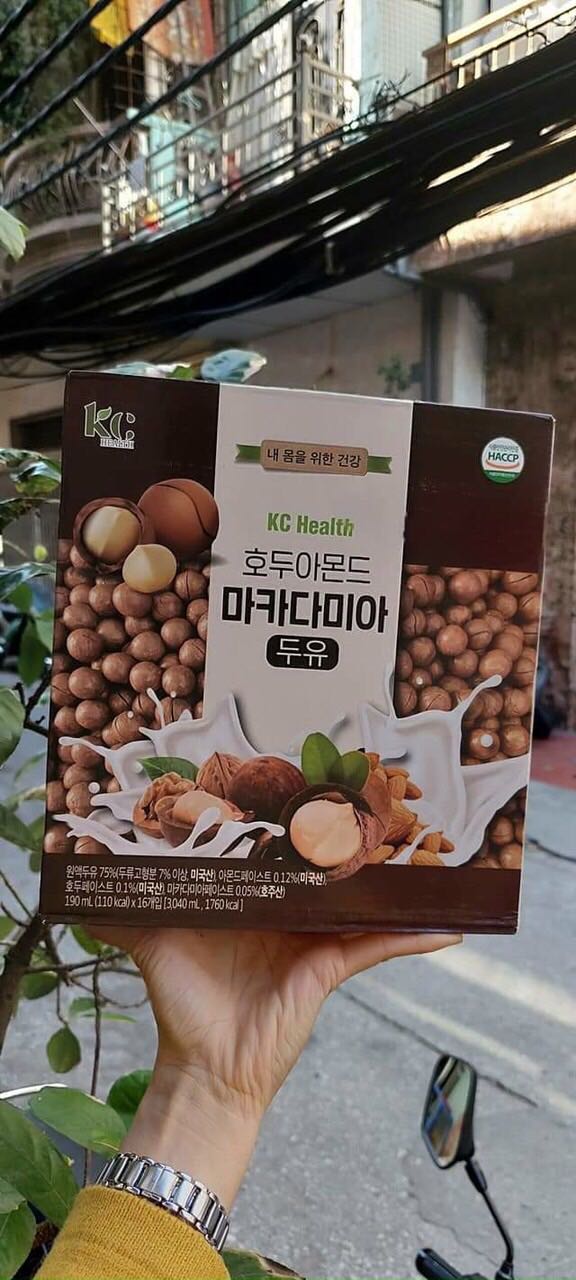 KC
HEALTH
HACCP
내 몸을 위한 건강
KC Health
호두아몬드
마카다미아
두유
원액두유 75%(두류고형분 7% 이상, 미국산), 아몬드페이스트 0.12%(미국산),
호두페이스트 0.1%(미국산), 마카다미아페이스트 0.05%(호주산)
190 mL (110 kcal) x 16개입 [3,040 mL , 1760 kcal]